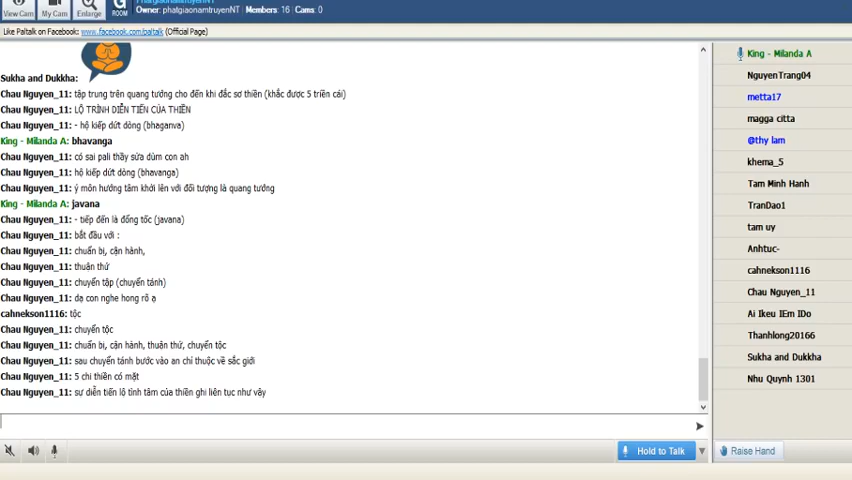 View Cam
My Cam
Enlarge
G
ROOM
PhatgiaonamtruyenNT
Owner: phatgiaonamtruyenNT | Members: 16 | Cams: 0
Like Paltalk on Facebook: www.facebook.com/paltalk (Official Page)
Sukha and Dukkha:
Chau Nguyen_11: tập trung trên quang tướng cho đến khi đắc sơ thiền (khắc được 5 triền cái)
Chau Nguyen_11: LỘ TRÌNH DIỄN TIẾN CỦA THIỀN
Chau Nguyen_11: - hộ kiếp dứt dòng (bhaganva)
King - Milanda A: bhavanga
Chau Nguyen_11: có sai pali thầy sửa dùm con ah
Chau Nguyen_11: hộ kiếp dứt dòng (bhavanga)
Chau Nguyen_11: ý môn hướng tâm khởi lên với đối tượng là quang tướng
King - Milanda A: javana
Chau Nguyen_11: - tiếp đến là đổng tốc (javana)
Chau Nguyen_11: bắt đầu với :
Chau Nguyen_11: chuẩn bị, cận hành,
Chau Nguyen_11: thuận thứ
Chau Nguyen_11: chuyển tập (chuyển tánh)
Chau Nguyen_11: dạ con nghe hong rõ ạ
cahnekson1116: tộc
Chau Nguyen_11: chuyển tộc
Chau Nguyen_11: chuẩn bị, cận hành, thuận thứ, chuyển tộc
Chau Nguyen_11: sau chuyển tánh bước vào an chỉ thuộc về sắc giới
Chau Nguyen_11: 5 chi thiền có mặt
Chau Nguyen_11: sự diễn tiến lộ tình tâm của thiền ghi liên tục như vậy
Hold to Talk
Raise Hand
King - Milanda A
NguyenTrang04
metta17
magga citta
@thy lam
khema_5
Tam Minh Hanh
TranDao1
tam uy
Anhtuc-
cahnekson1116
Chau Nguyen_11
Ai lkeu lEm lDo
Thanhlong20166
Sukha and Dukkha
Nhu Quynh 1301